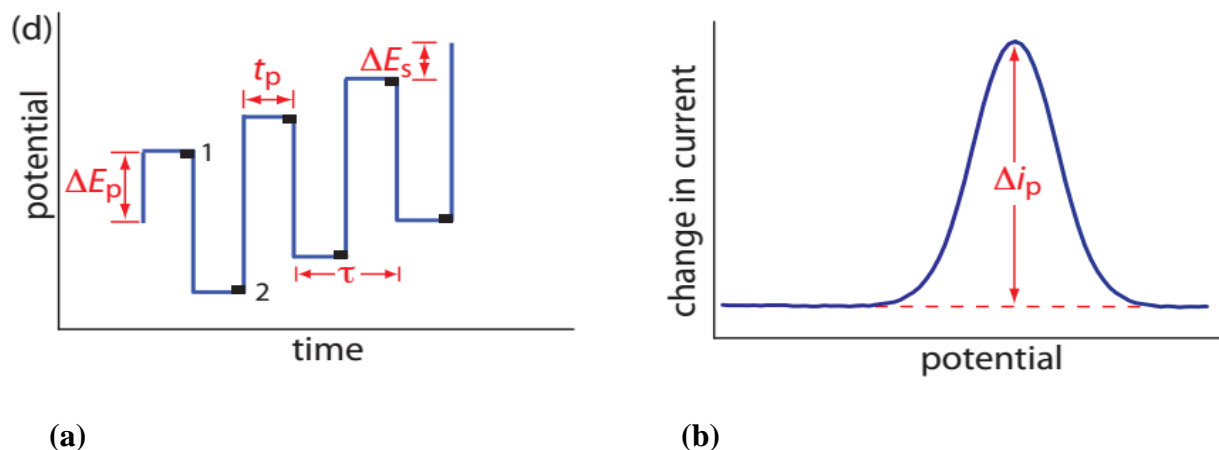 (d)
potential
ΔEp
tp
ΔEs
1
2
τ
time
change in current
Δip
potential
(a)
(b)